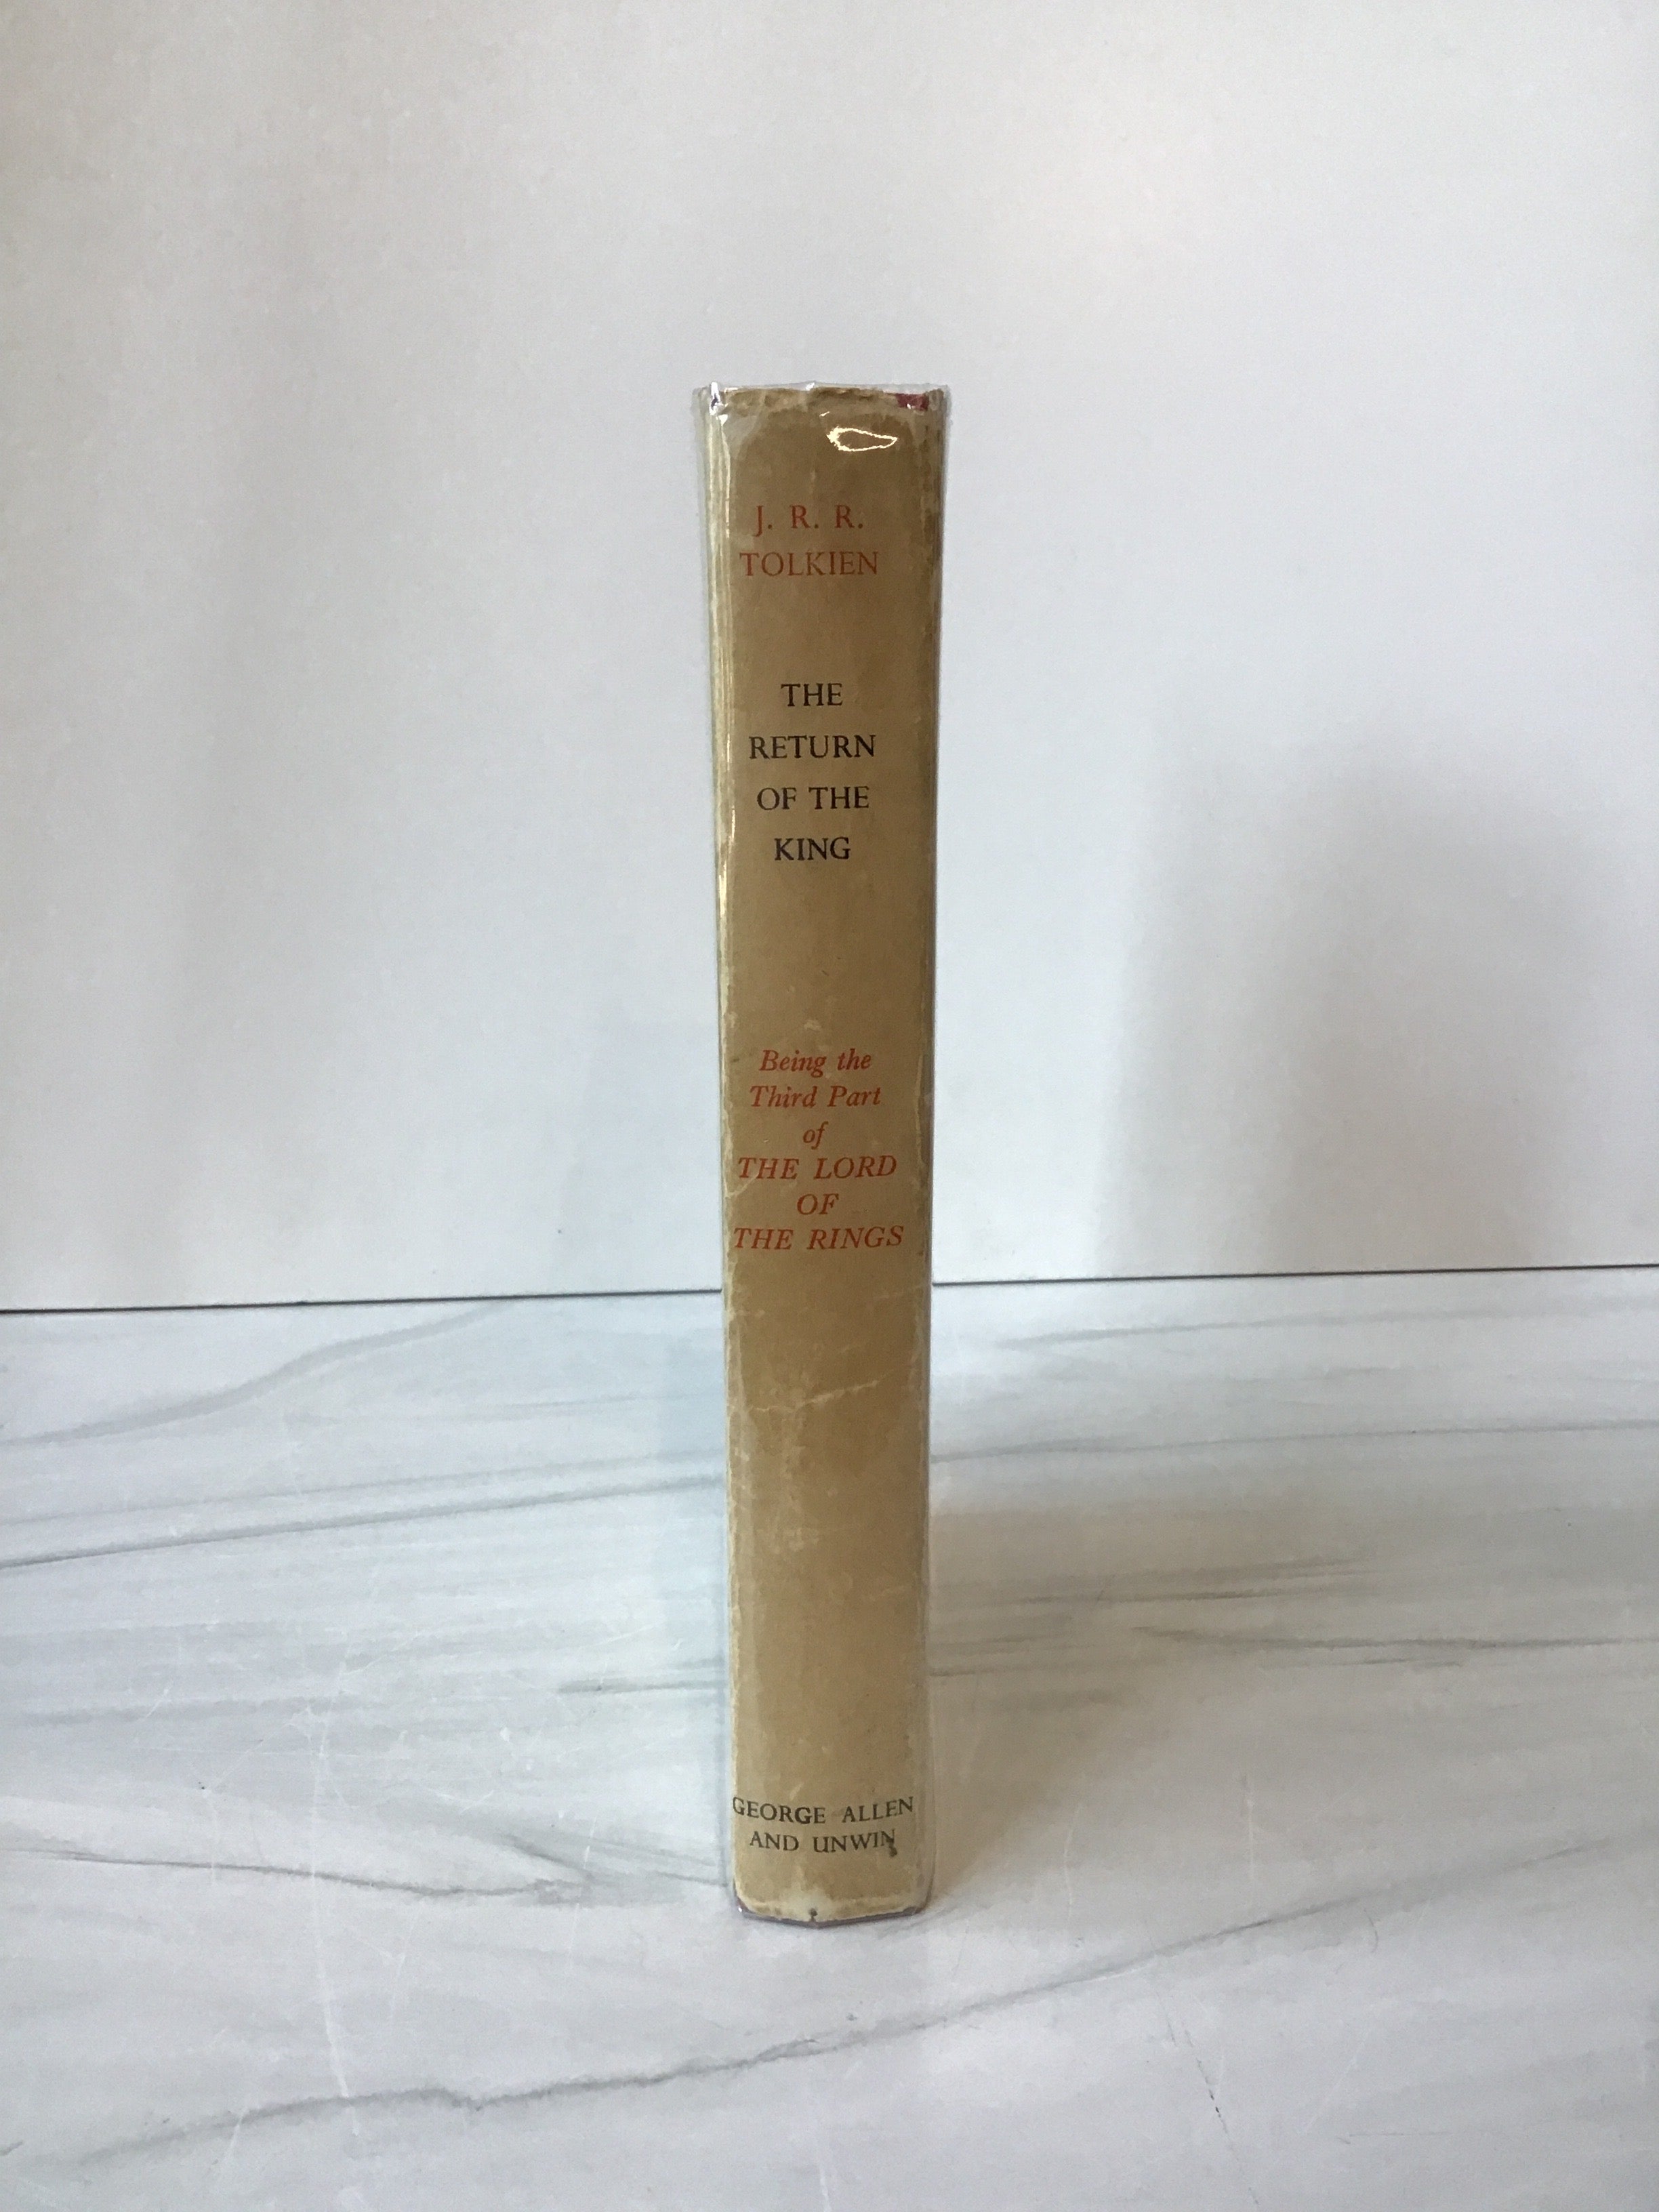 J. R. R.
TOLKIEN
THE
RETURN
OF THE
KING
Being the
Third Part
of
THE LORD
OF
THE RINGS
GEORGE ALLEN
AND UNWIN